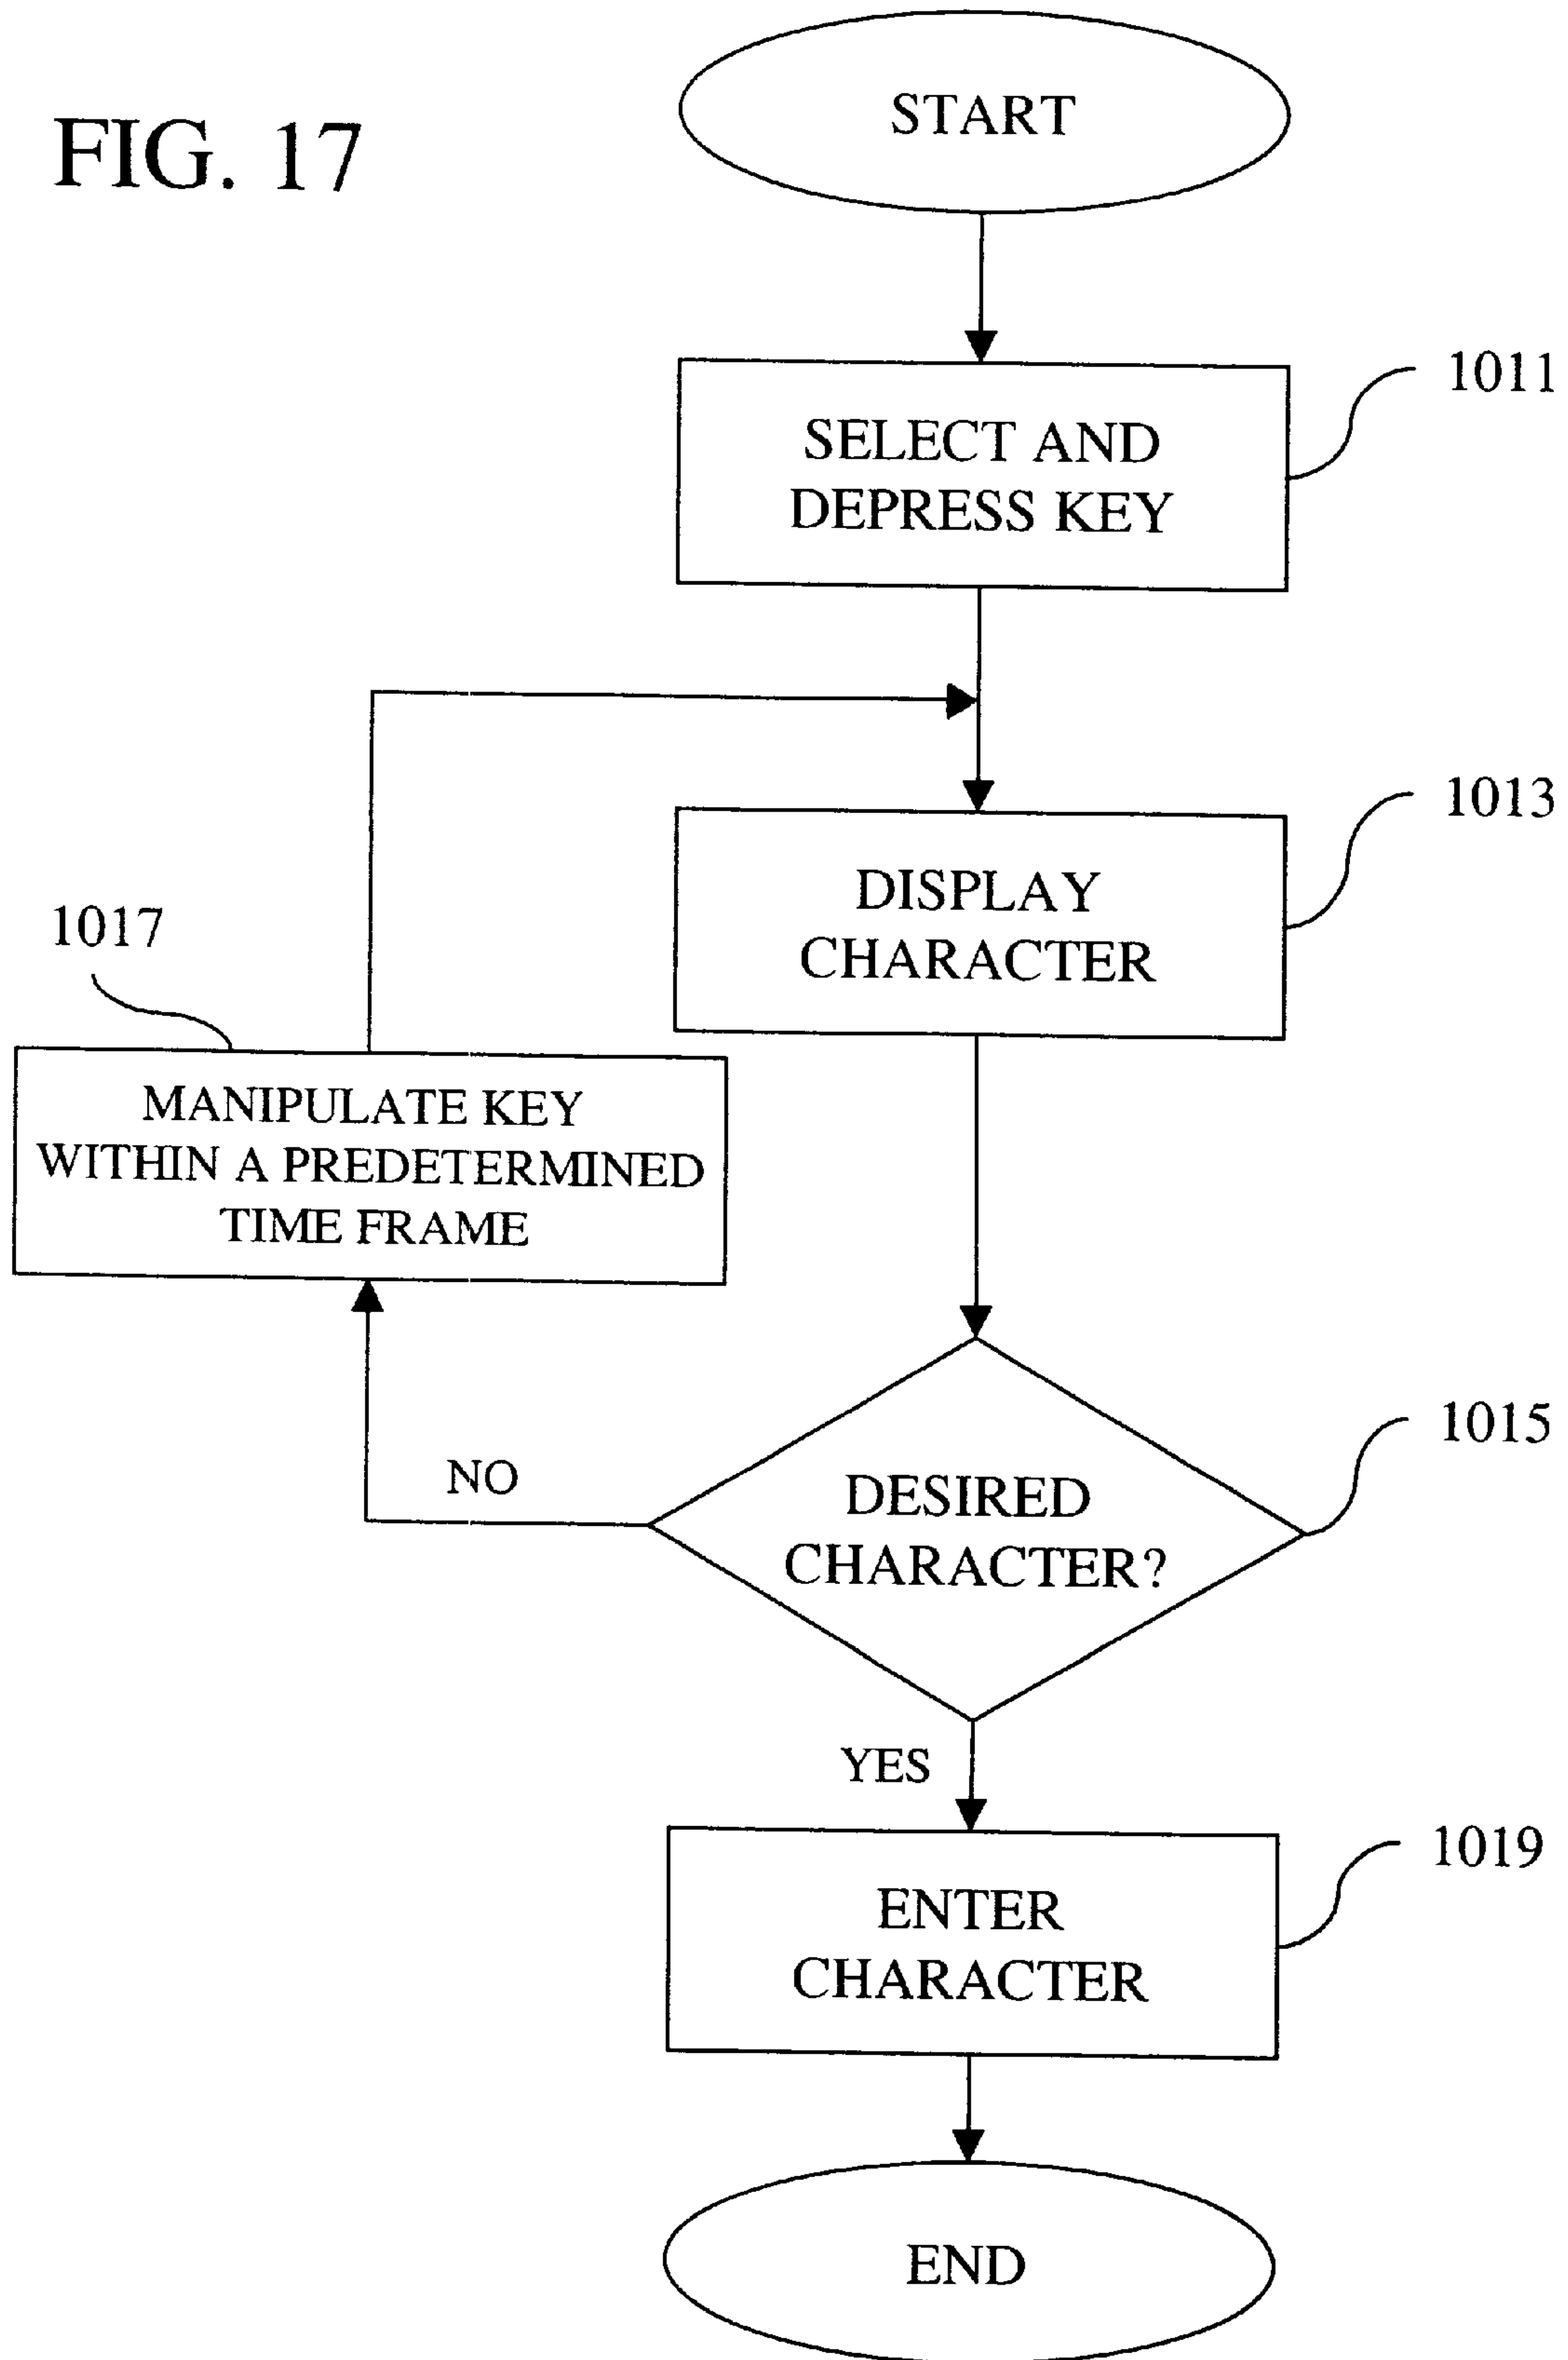 FIG. 17
START
1011
SELECT AND
DEPRESS KEY
1013
DISPLAY
CHARACTER
1017
MANIPULATE KEY
WITHIN A PREDETERMINED
TIME FRAME
1015
DESIRED
CHARACTER?
NO
YES
1019
ENTER
CHARACTER
END